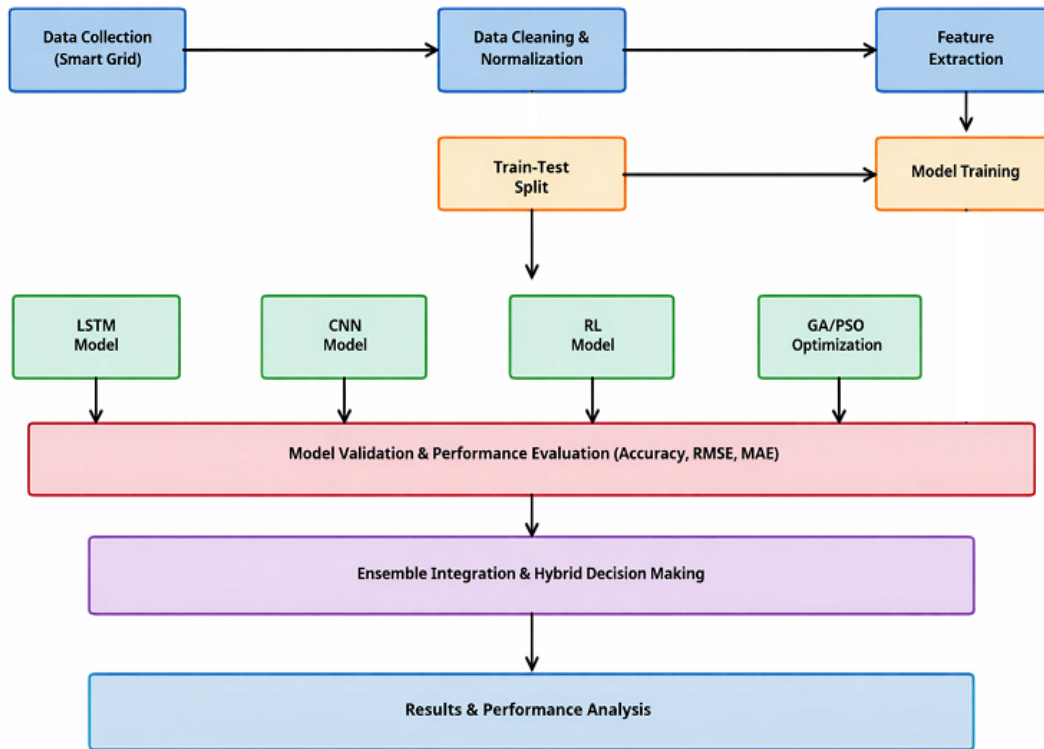 Data Collection
(Smart Grid)
Data Cleaning &
Normalization
Feature
Extraction
Train-Test
Split
Model Training
LSTM
Model
CNN
Model
RL
Model
GA/PSO
Optimization
Model Validation & Performance Evaluation (Accuracy, RMSE, MAE)
Ensemble Integration & Hybrid Decision Making
Results & Performance Analysis